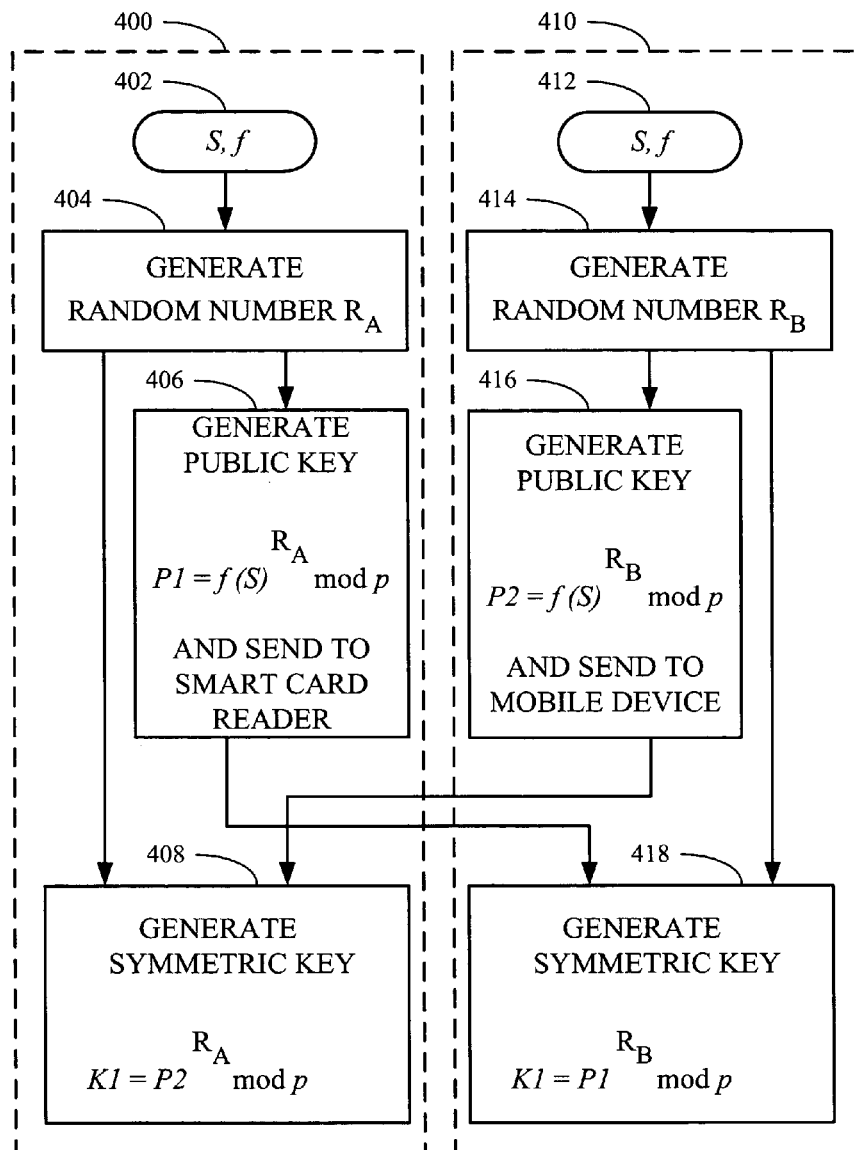 400
410
402
412
S, f
S, f
404
414
GENERATE
RANDOM NUMBER R_A
GENERATE
RANDOM NUMBER R_B
406
416
GENERATE
PUBLIC KEY
P1 = f (S)^R_A mod p
AND SEND TO
SMART CARD
READER
GENERATE
PUBLIC KEY
P2 = f (S)^R_B mod p
AND SEND TO
MOBILE DEVICE
408
418
GENERATE
SYMMETRIC KEY
K1 = P2^R_A mod p
GENERATE
SYMMETRIC KEY
K1 = P1^R_B mod p